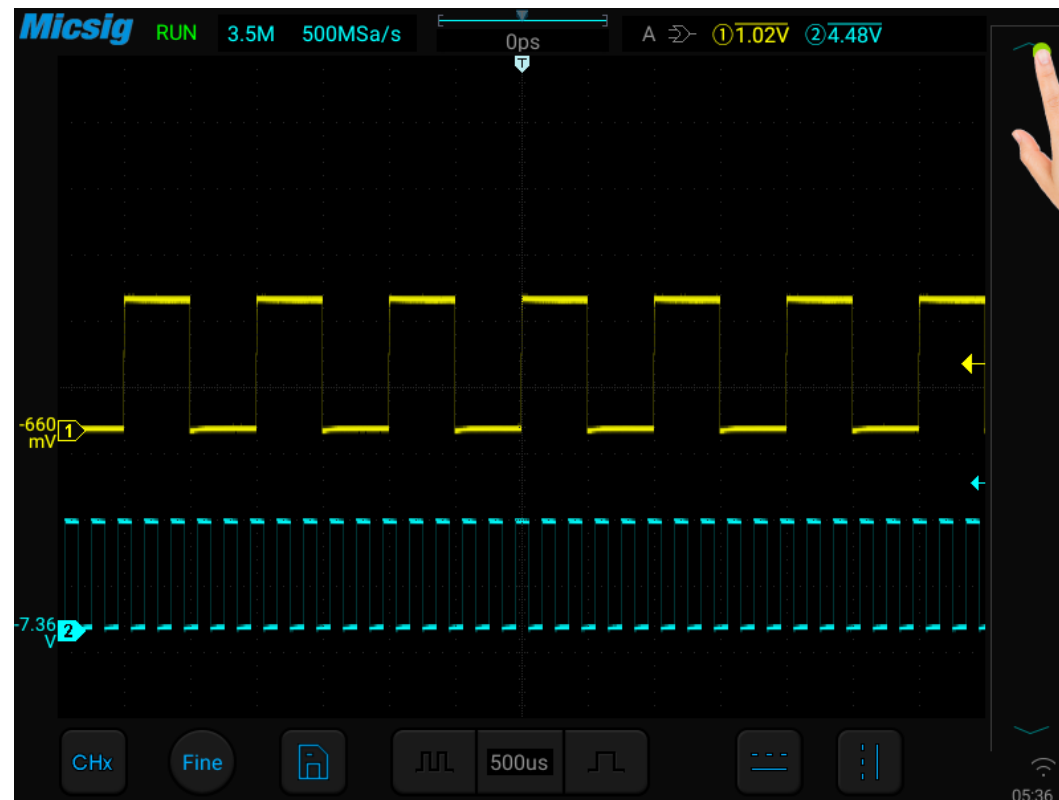 Micsig RUN 3.5M 500MSa/s 0ps A ①1.02V ②4.48V
T
-660
mV
1
-7.36
V
2
CHx Fine 500us
05:36